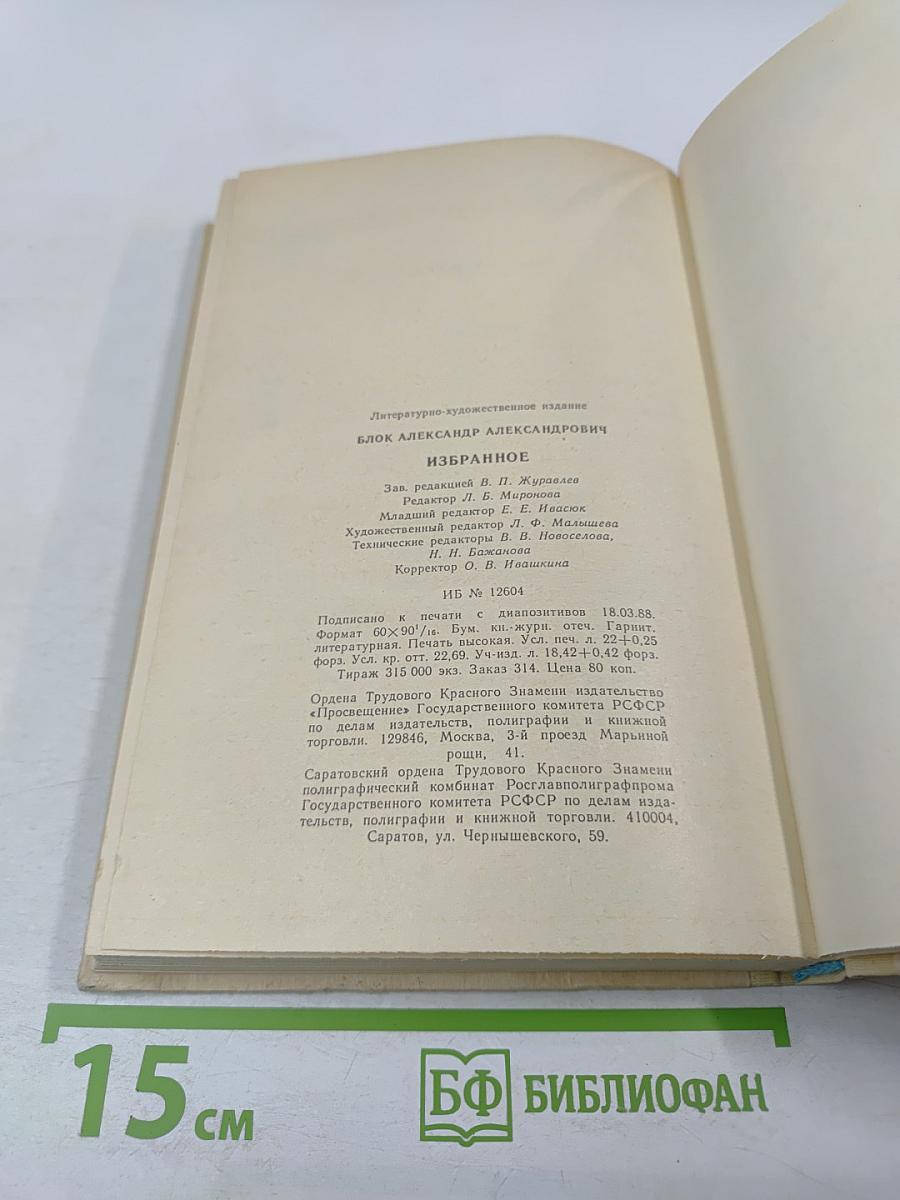 Литературно-художественное издание
БЛОК АЛЕКСАНДР АЛЕКСАНДРОВИЧ
ИЗБРАННОЕ
Зав. редакцией В. П. Журавлев
Редактор Л. Б. Миронова
Младший редактор Е. Е. Ивасюк
Художественный редактор Л. Ф. Малышева
Технические редакторы В. В. Новоселова,
Н. Н. Бажанова
Корректор О. В. Ивашкина
ИБ № 12604
Подписано к печати с диапозитивов 18.03.88.
Формат 60×90¹/₁₆. Бум. кн.-журн. отеч. Гарнит.
литературная. Печать высокая. Усл. печ. л. 22+0,25
форз. Усл. кр. отт. 22,69. Уч-изд. л. 18,42+0,42 форз.
Тираж 315 000 экз. Заказ 314. Цена 80 коп.
Ордена Трудового Красного Знамени издательство
«Просвещение» Государственного комитета РСФСР
по делам издательств, полиграфии и книжной
торговли. 129846, Москва, 3-й проезд Марьиной
рощи, 41.
Саратовский ордена Трудового Красного Знамени
полиграфический комбинат Росглавполиграфпрома
Государственного комитета РСФСР по делам изда-
тельств, полиграфии и книжной торговли. 410004,
Саратов, ул. Чернышевского, 59.
15 см
БФ БИБЛИОФАН